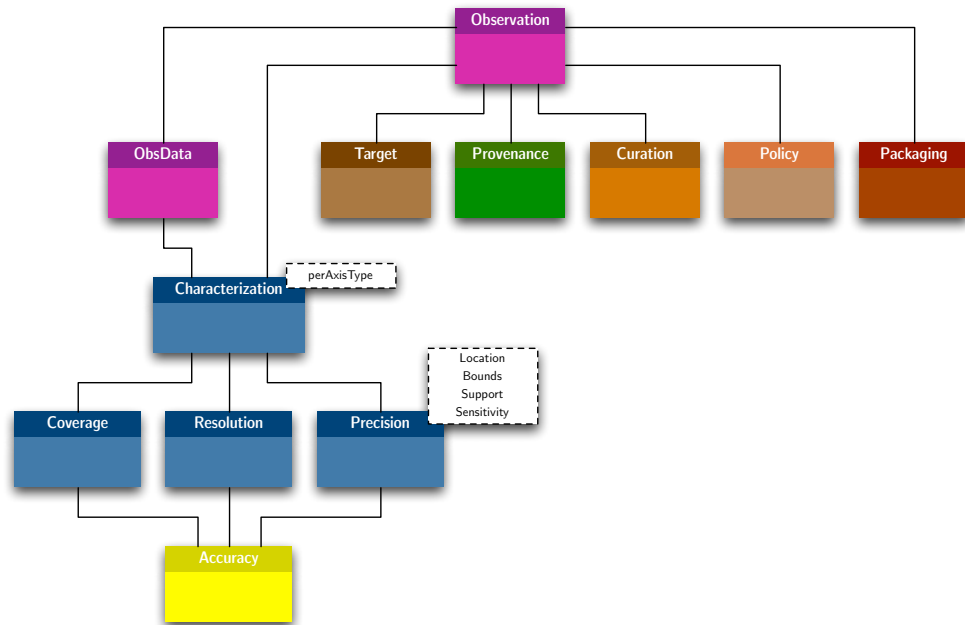 Observation
ObsData
Target
Provenance
Curation
Policy
Packaging
perAxisType
Characterization
Location
Bounds
Support
Sensitivity
Coverage
Resolution
Precision
Accuracy